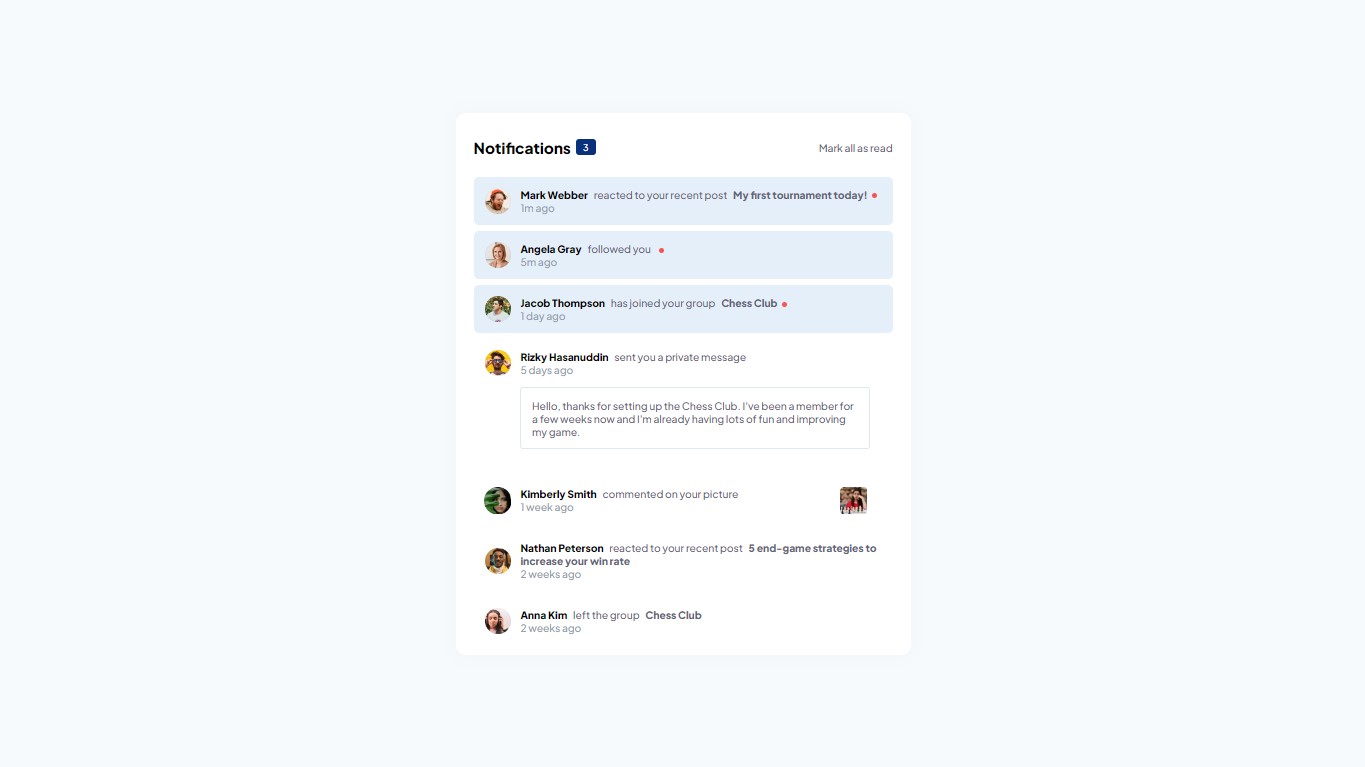 Notifications 3
Mark all as read
Mark Webber reacted to your recent post My first tournament today!
1m ago
Angela Gray followed you
5m ago
Jacob Thompson has joined your group Chess Club
1 day ago
Rizky Hasanuddin sent you a private message
5 days ago
Hello, thanks for setting up the Chess Club. I've been a member for
a few weeks now and I'm already having lots of fun and improving
my game.
Kimberly Smith commented on your picture
1 week ago
Nathan Peterson reacted to your recent post 5 end-game strategies to
increase your win rate
2 weeks ago
Anna Kim left the group Chess Club
2 weeks ago